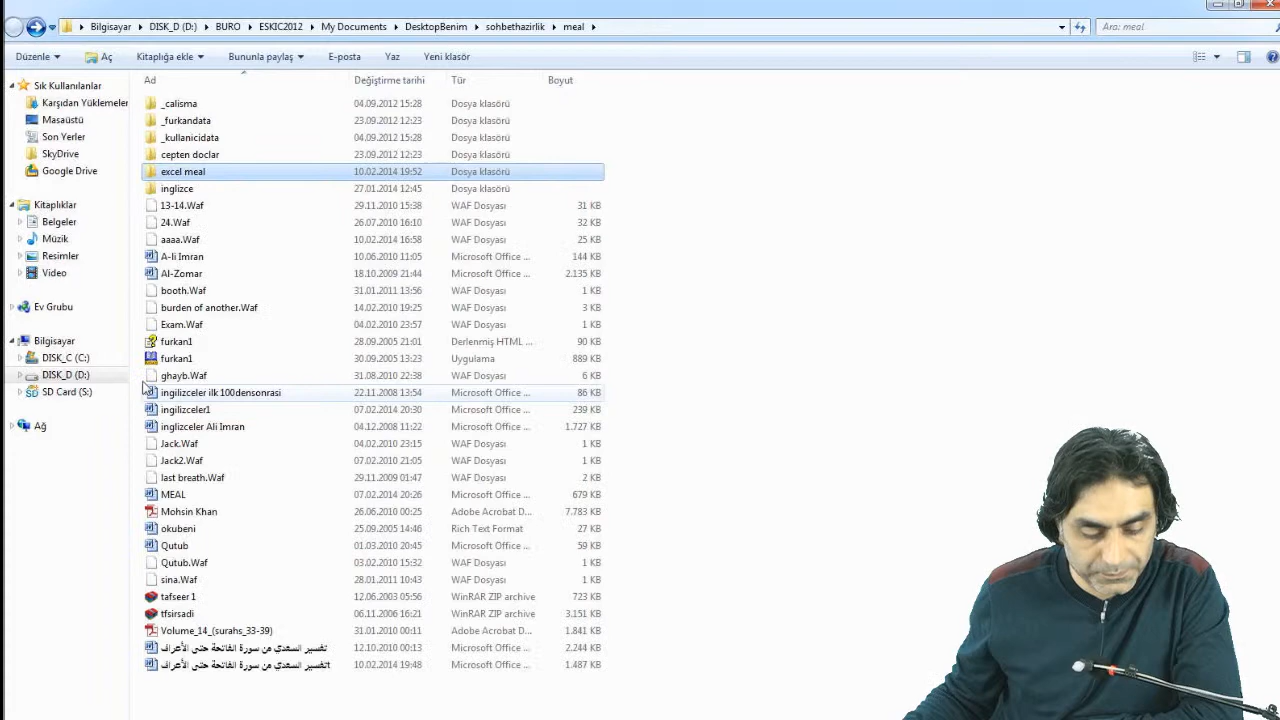 Bilgisayar ▸ DISK_D (D:) ▸ BURO ▸ ESKIC2012 ▸ My Documents ▸ DesktopBenim ▸ sohbethazirlik ▸ meal ▸
Ara: meal
Düzenle Aç Kitaplığa ekle Bununla paylaş E-posta Yaz Yeni klasör
Ad Değiştirme tarihi Tür Boyut
Sık Kullanılanlar
Karşıdan Yüklemeler
Masaüstü
Son Yerler
SkyDrive
Google Drive
Kitaplıklar
Belgeler
Müzik
Resimler
Video
Ev Grubu
Bilgisayar
DISK_C (C:)
DISK_D (D:)
SD Card (S:)
Ağ
_calisma 04.09.2012 15:28 Dosya klasörü
_furkandata 23.09.2012 12:23 Dosya klasörü
_kullanicidata 04.09.2012 15:28 Dosya klasörü
cepten doclar 23.09.2012 12:23 Dosya klasörü
excel meal 10.02.2014 19:52 Dosya klasörü
inglizce 27.01.2014 12:45 Dosya klasörü
13-14.Waf 29.11.2010 15:38 WAF Dosyası 31 KB
24.Waf 26.07.2010 16:10 WAF Dosyası 32 KB
aaaa.Waf 10.02.2014 16:58 WAF Dosyası 25 KB
A-li Imran 10.06.2010 11:05 Microsoft Office ... 144 KB
Al-Zomar 18.10.2009 21:44 Microsoft Office ... 2.135 KB
booth.Waf 31.01.2011 13:56 WAF Dosyası 1 KB
burden of another.Waf 14.02.2010 19:25 WAF Dosyası 3 KB
Exam.Waf 04.02.2010 23:57 WAF Dosyası 1 KB
furkan1 28.09.2005 21:01 Derlenmiş HTML ... 90 KB
furkan1 30.09.2005 13:23 Uygulama 889 KB
ghayb.Waf 31.08.2010 22:38 WAF Dosyası 6 KB
ingilizceler ilk 100densonrasi 22.11.2008 13:54 Microsoft Office ... 86 KB
ingilizceler1 07.02.2014 20:30 Microsoft Office ... 239 KB
inglizceler Ali Imran 04.12.2008 11:22 Microsoft Office ... 1.727 KB
Jack.Waf 04.02.2010 23:15 WAF Dosyası 1 KB
Jack2.Waf 07.02.2010 21:05 WAF Dosyası 1 KB
last breath.Waf 29.11.2009 01:47 WAF Dosyası 2 KB
MEAL 07.02.2014 20:26 Microsoft Office ... 679 KB
Mohsin Khan 26.06.2010 00:25 Adobe Acrobat D... 7.783 KB
okubeni 25.09.2005 14:46 Rich Text Format 27 KB
Qutub 01.03.2010 20:45 Microsoft Office ... 59 KB
Qutub.Waf 03.02.2010 15:32 WAF Dosyası 1 KB
sina.Waf 28.01.2011 10:43 WAF Dosyası 1 KB
tafseer 1 12.06.2003 05:56 WinRAR ZIP archive 723 KB
tfsirsadi 06.11.2006 16:21 WinRAR ZIP archive 3.151 KB
Volume_14_(surahs_33-39) 31.01.2010 00:11 Adobe Acrobat D... 1.841 KB
تفسير السعدي من سورة الفاتحة حتى الأعراف 12.10.2010 00:13 Microsoft Office ... 2,244 KB
تفسير السعدي من سورة الفاتحة حتى الأعرافt 10.02.2014 19:48 Microsoft Office ... 1.487 KB